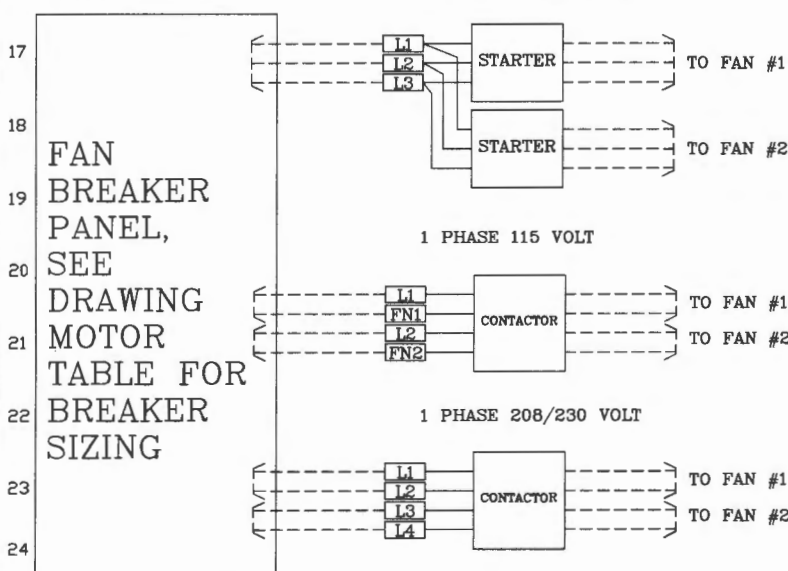 17
18
19
20
21
22
23
24
FAN
BREAKER
PANEL,
SEE
DRAWING
MOTOR
TABLE FOR
BREAKER
SIZING
L1
L2
L3
STARTER
TO FAN #1
STARTER
TO FAN #2
1 PHASE 115 VOLT
L1
FN1
L2
FN2
CONTACTOR
TO FAN #1
TO FAN #2
1 PHASE 208/230 VOLT
L1
L2
L3
L4
CONTACTOR
TO FAN #1
TO FAN #2